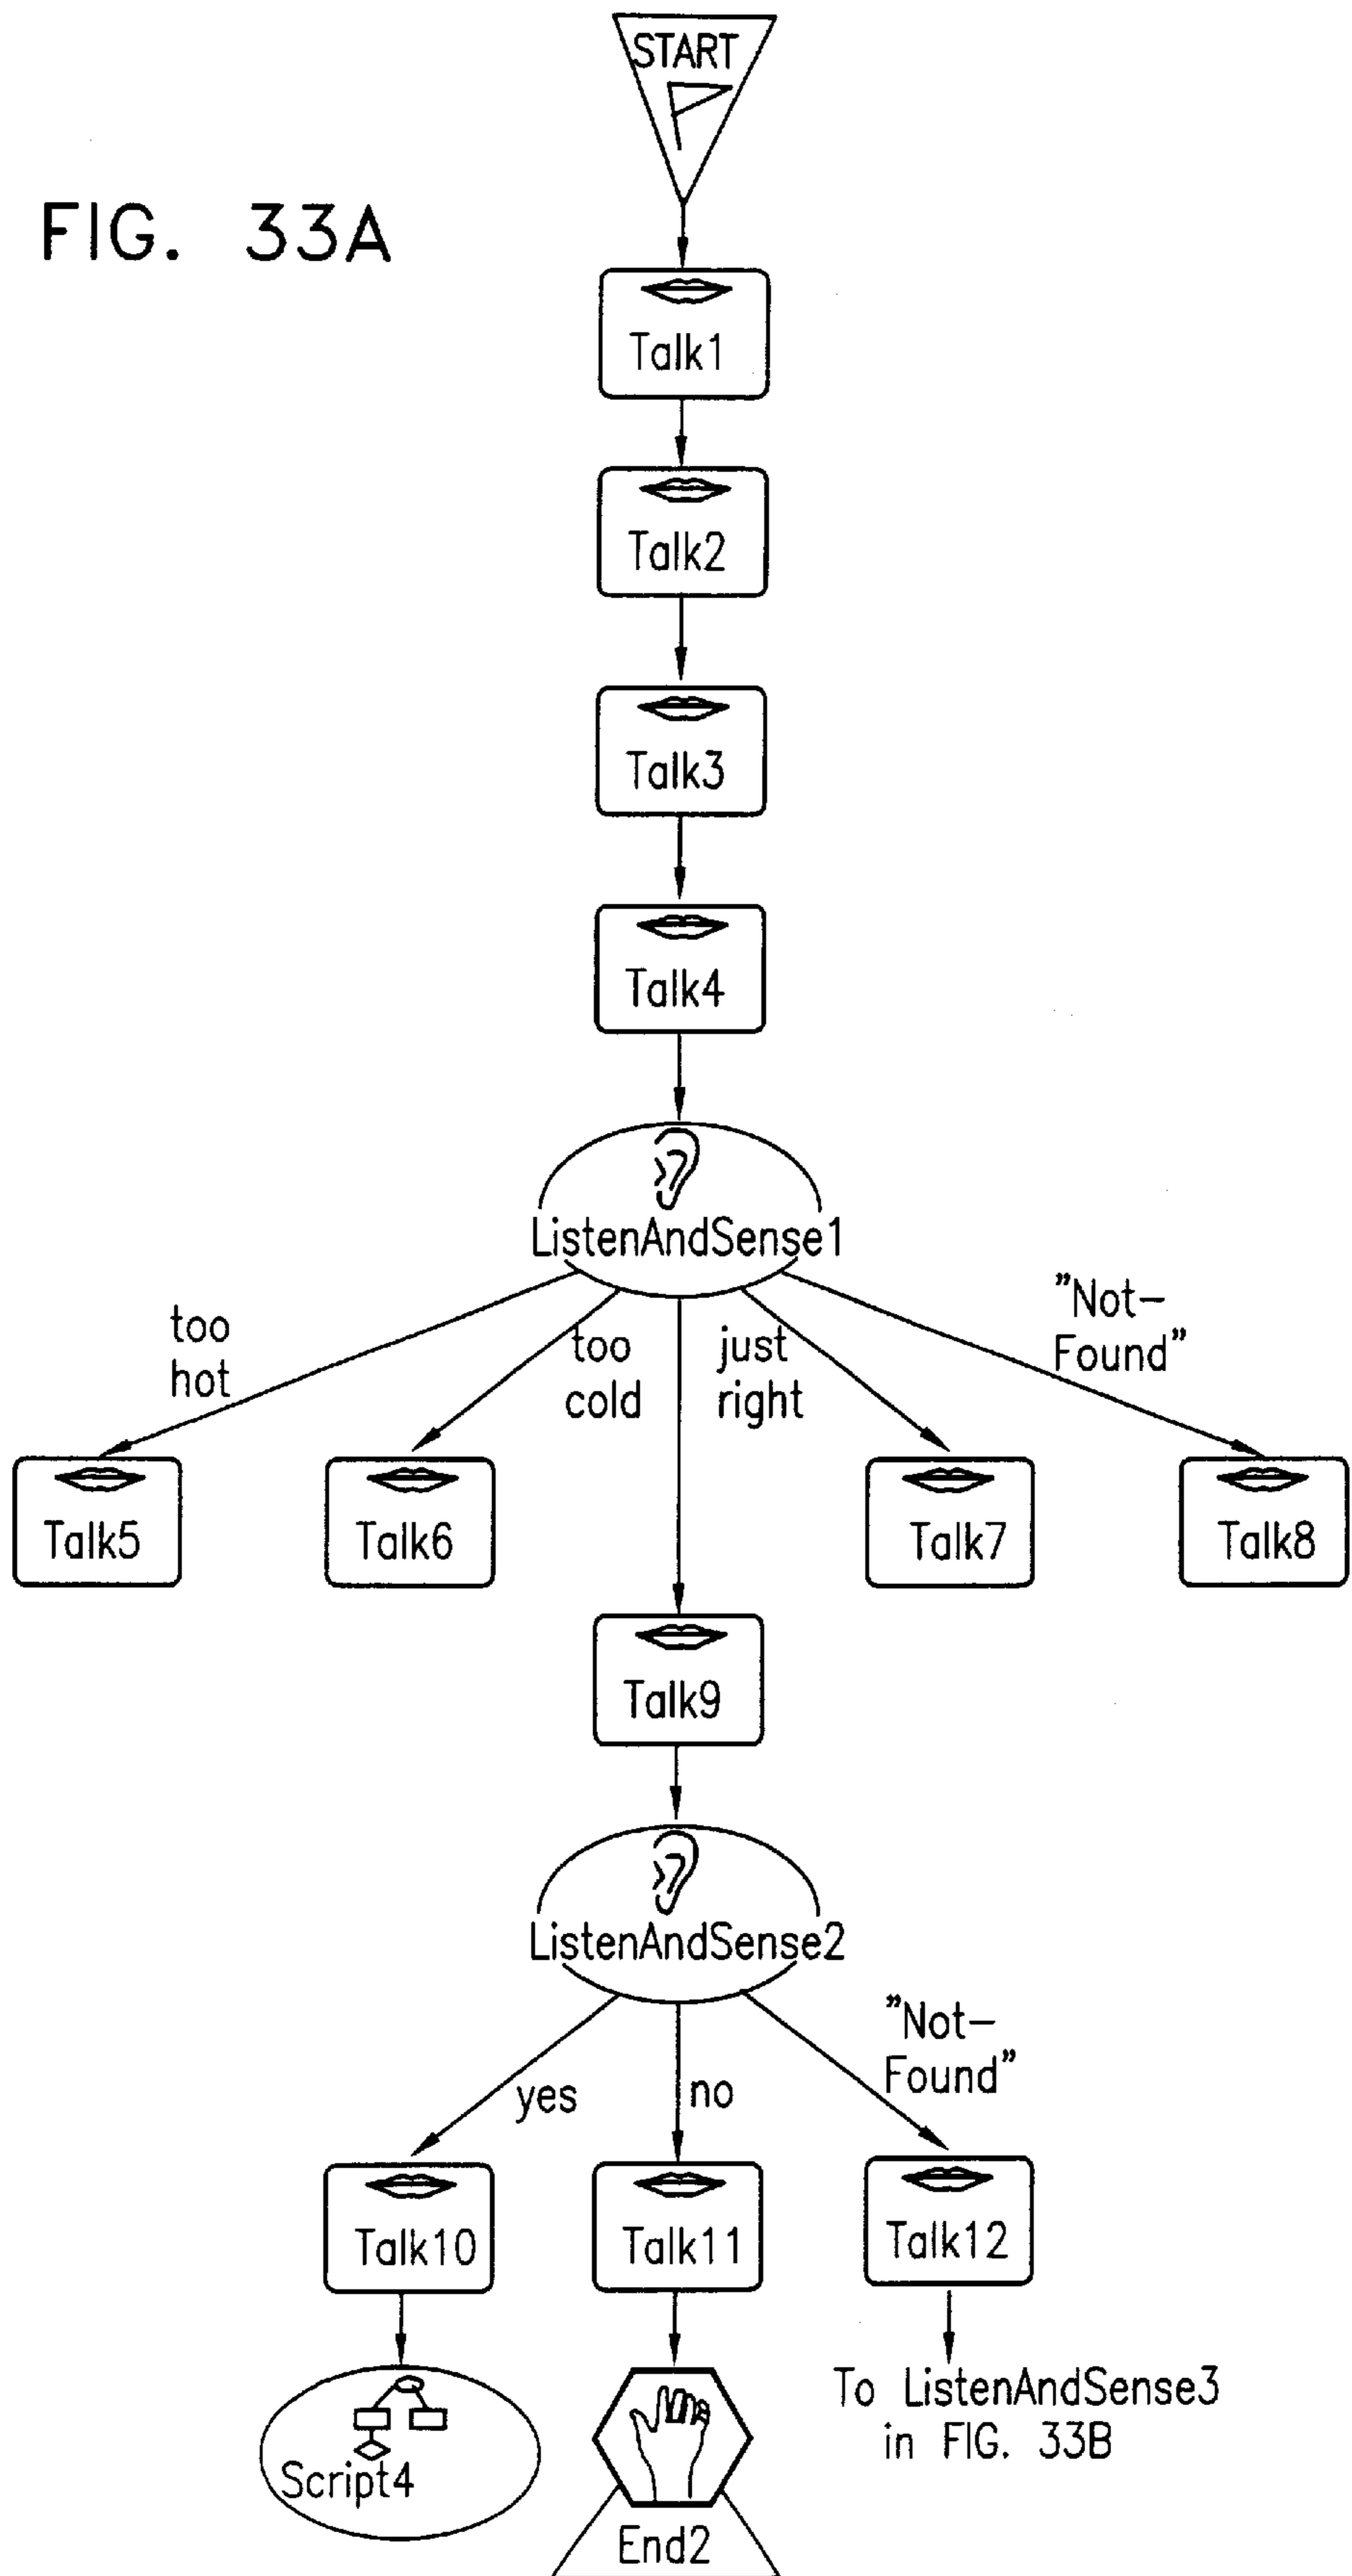 START
FIG. 33A
Talk1
Talk2
Talk3
Talk4
ListenAndSense1
too
hot
too
cold
just
right
"Not-
Found"
Talk5
Talk6
Talk7
Talk8
Talk9
ListenAndSense2
yes
no
"Not-
Found"
Talk10
Talk11
Talk12
Script4
End2
To ListenAndSense3
in FIG. 33B